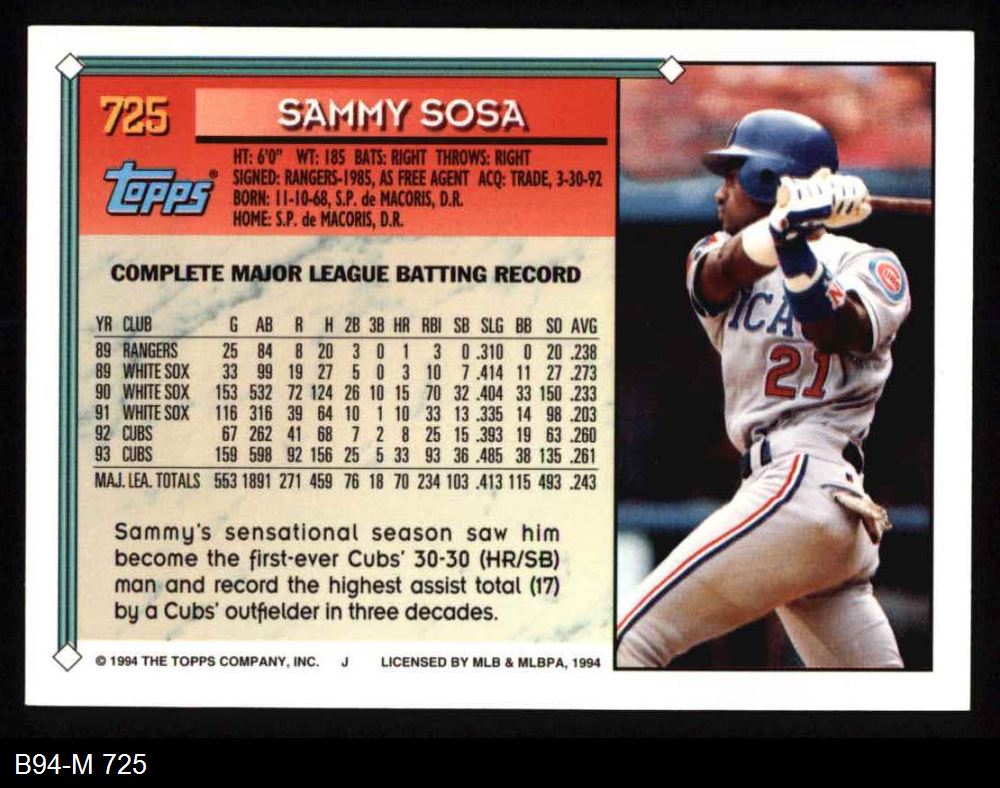 725
SAMMY SOSA
Topps®
HT: 6'0" WT: 185 BATS: RIGHT THROWS: RIGHT
SIGNED: RANGERS-1985, AS FREE AGENT ACQ: TRADE, 3-30-92
BORN: 11-10-68, S.P. de MACORIS, D.R.
HOME: S.P. de MACORIS, D.R.
COMPLETE MAJOR LEAGUE BATTING RECORD
YR CLUB G AB R H 2B 3B HR RBI SB SLG BB SO AVG
89 RANGERS 25 84 8 20 3 0 1 3 0 .310 0 20 .238
89 WHITE SOX 33 99 19 27 5 0 3 10 7 .414 11 27 .273
90 WHITE SOX 153 532 72 124 26 10 15 70 32 .404 33 150 .233
91 WHITE SOX 116 316 39 64 10 1 10 33 13 .335 14 98 .203
92 CUBS 67 262 41 68 7 2 8 25 15 .393 19 63 .260
93 CUBS 159 598 92 156 25 5 33 93 36 .485 38 135 .261
MAJ. LEA. TOTALS 553 1891 271 459 76 18 70 234 103 .413 115 493 .243
Sammy's sensational season saw him
become the first-ever Cubs' 30-30 (HR/SB)
man and record the highest assist total (17)
by a Cubs' outfielder in three decades.
© 1994 THE TOPPS COMPANY, INC. J LICENSED BY MLB & MLBPA, 1994
ICA
21
B94-M 725